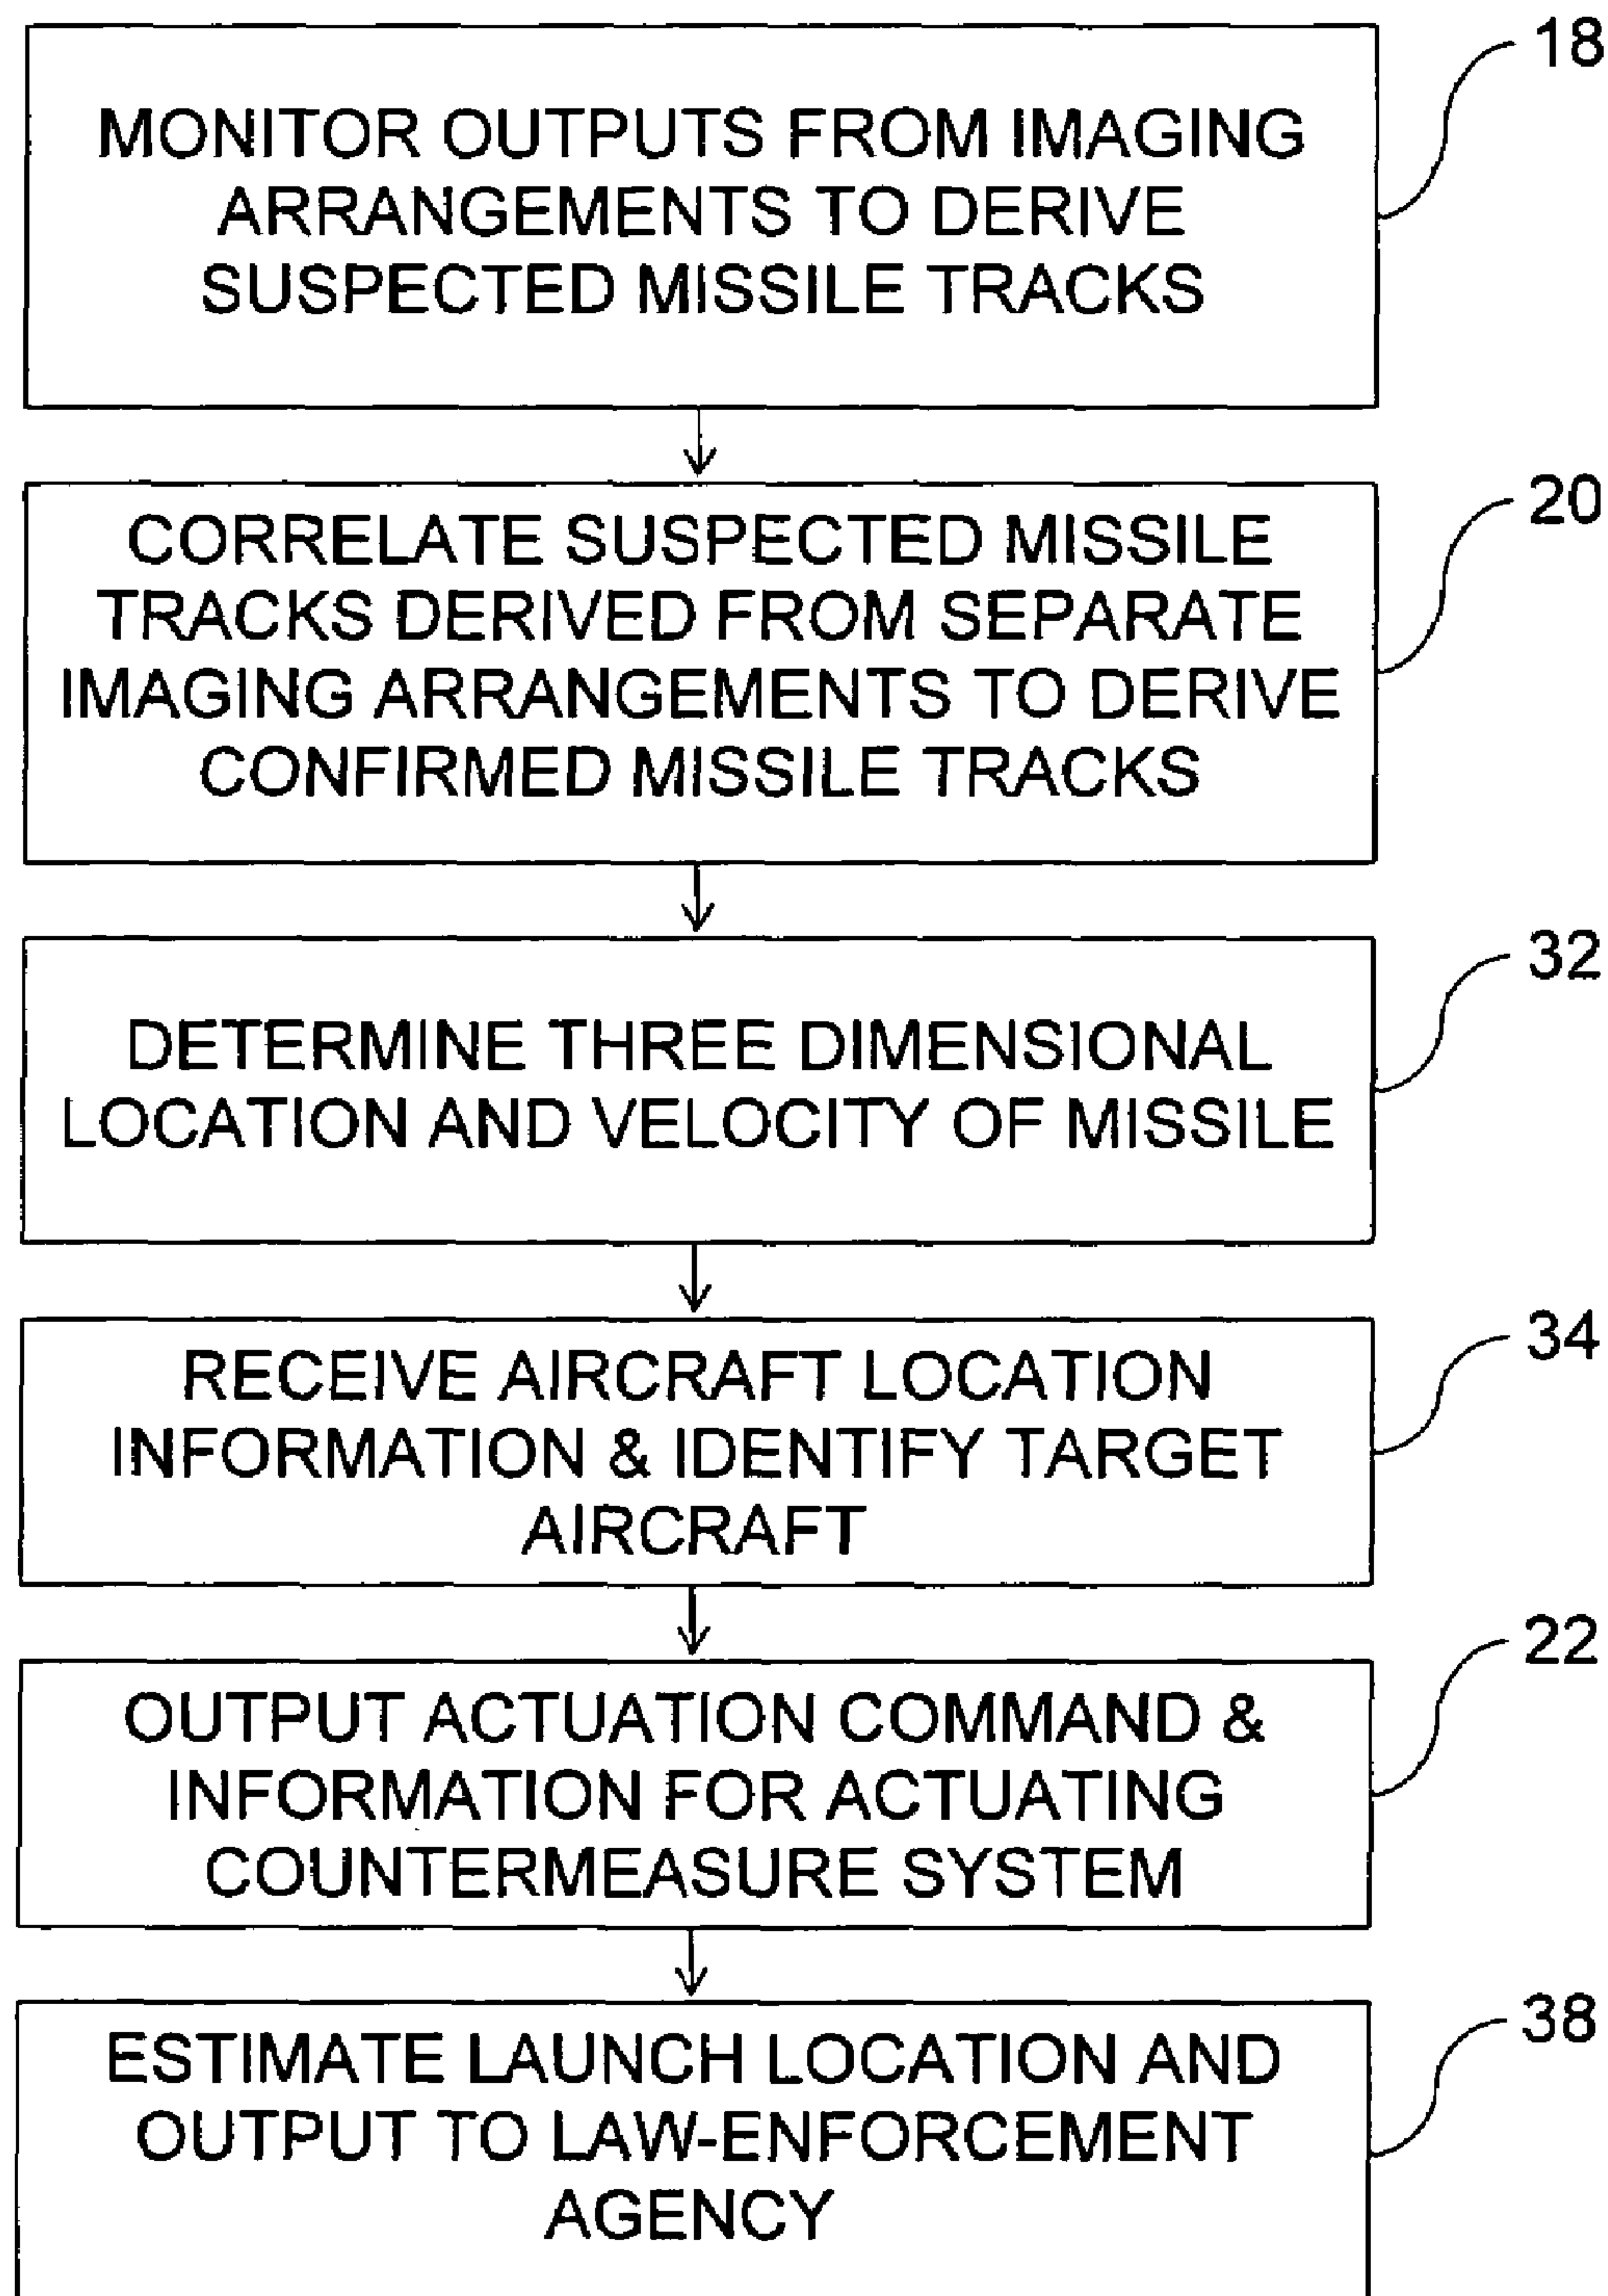 18
MONITOR OUTPUTS FROM IMAGING
ARRANGEMENTS TO DERIVE
SUSPECTED MISSILE TRACKS
20
CORRELATE SUSPECTED MISSILE
TRACKS DERIVED FROM SEPARATE
IMAGING ARRANGEMENTS TO DERIVE
CONFIRMED MISSILE TRACKS
32
DETERMINE THREE DIMENSIONAL
LOCATION AND VELOCITY OF MISSILE
34
RECEIVE AIRCRAFT LOCATION
INFORMATION & IDENTIFY TARGET
AIRCRAFT
22
OUTPUT ACTUATION COMMAND &
INFORMATION FOR ACTUATING
COUNTERMEASURE SYSTEM
38
ESTIMATE LAUNCH LOCATION AND
OUTPUT TO LAW-ENFORCEMENT
AGENCY